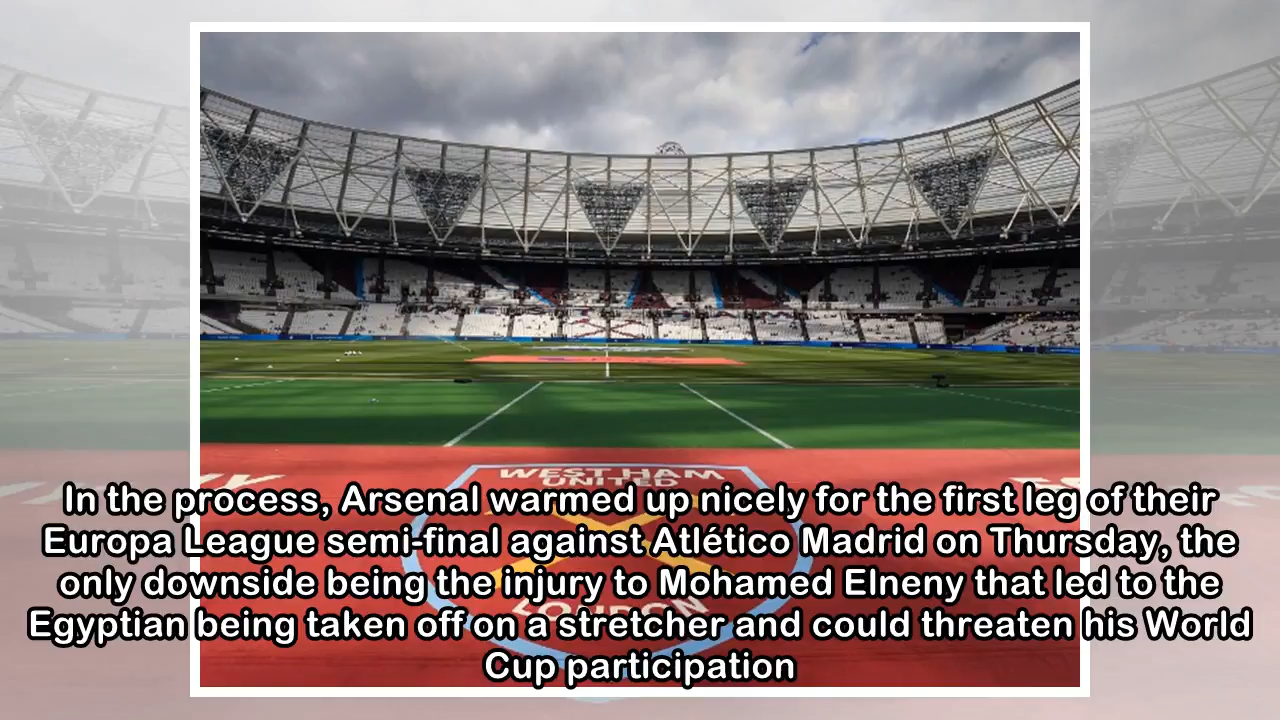 WEST HAM
UNITED
LONDON
In the process, Arsenal warmed up nicely for the first leg of their
Europa League semi-final against Atlético Madrid on Thursday, the
only downside being the injury to Mohamed Elneny that led to the
Egyptian being taken off on a stretcher and could threaten his World
Cup participation